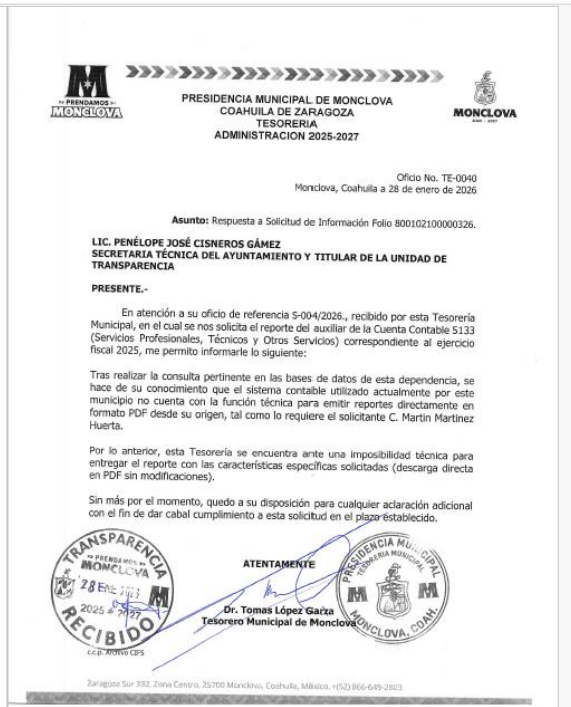 PRENDAMOS
MONCLOVA
MONCLOVA
2025 - 2027
PRESIDENCIA MUNICIPAL DE MONCLOVA
COAHUILA DE ZARAGOZA
TESORERIA
ADMINISTRACION 2025-2027
Oficio No. TE-0040
Monclova, Coahuila a 28 de enero de 2026
Asunto: Respuesta a Solicitud de Información Folio 800102100000326.
LIC. PENÉLOPE JOSÉ CISNEROS GÁMEZ
SECRETARIA TÉCNICA DEL AYUNTAMIENTO Y TITULAR DE LA UNIDAD DE
TRANSPARENCIA
PRESENTE.-
En atención a su oficio de referencia S-004/2026., recibido por esta Tesorería
Municipal, en el cual se nos solicita el reporte del auxiliar de la Cuenta Contable 5133
(Servicios Profesionales, Técnicos y Otros Servicios) correspondiente al ejercicio
fiscal 2025, me permito informarle lo siguiente:
Tras realizar la consulta pertinente en las bases de datos de esta dependencia, se
hace de su conocimiento que el sistema contable utilizado actualmente por este
municipio no cuenta con la función técnica para emitir reportes directamente en
formato PDF desde su origen, tal como lo requiere el solicitante C. Martin Martinez
Huerta.
Por lo anterior, esta Tesorería se encuentra ante una imposibilidad técnica para
entregar el reporte con las características específicas solicitadas (descarga directa
en PDF sin modificaciones).
Sin más por el momento, quedo a su disposición para cualquier aclaración adicional
con el fin de dar cabal cumplimiento a esta solicitud en el plazo establecido.
TRANSPARENCIA
PRENDAMOS
MONCLOVA
28 ENE
2025 * 2027
RECIBIDO
ATENTAMENTE
Dr. Tomas López Garza
Tesorero Municipal de Monclova
PRESIDENCIA MUNICIPAL
TESORERIA MUNICIPAL
MONCLOVA, COAH.
c.c.p. Archivo CIFS
Zaragoza Sur 332, Zona Centro, 25700 Monclova, Coahuila, México, +(52) 866-649-2803